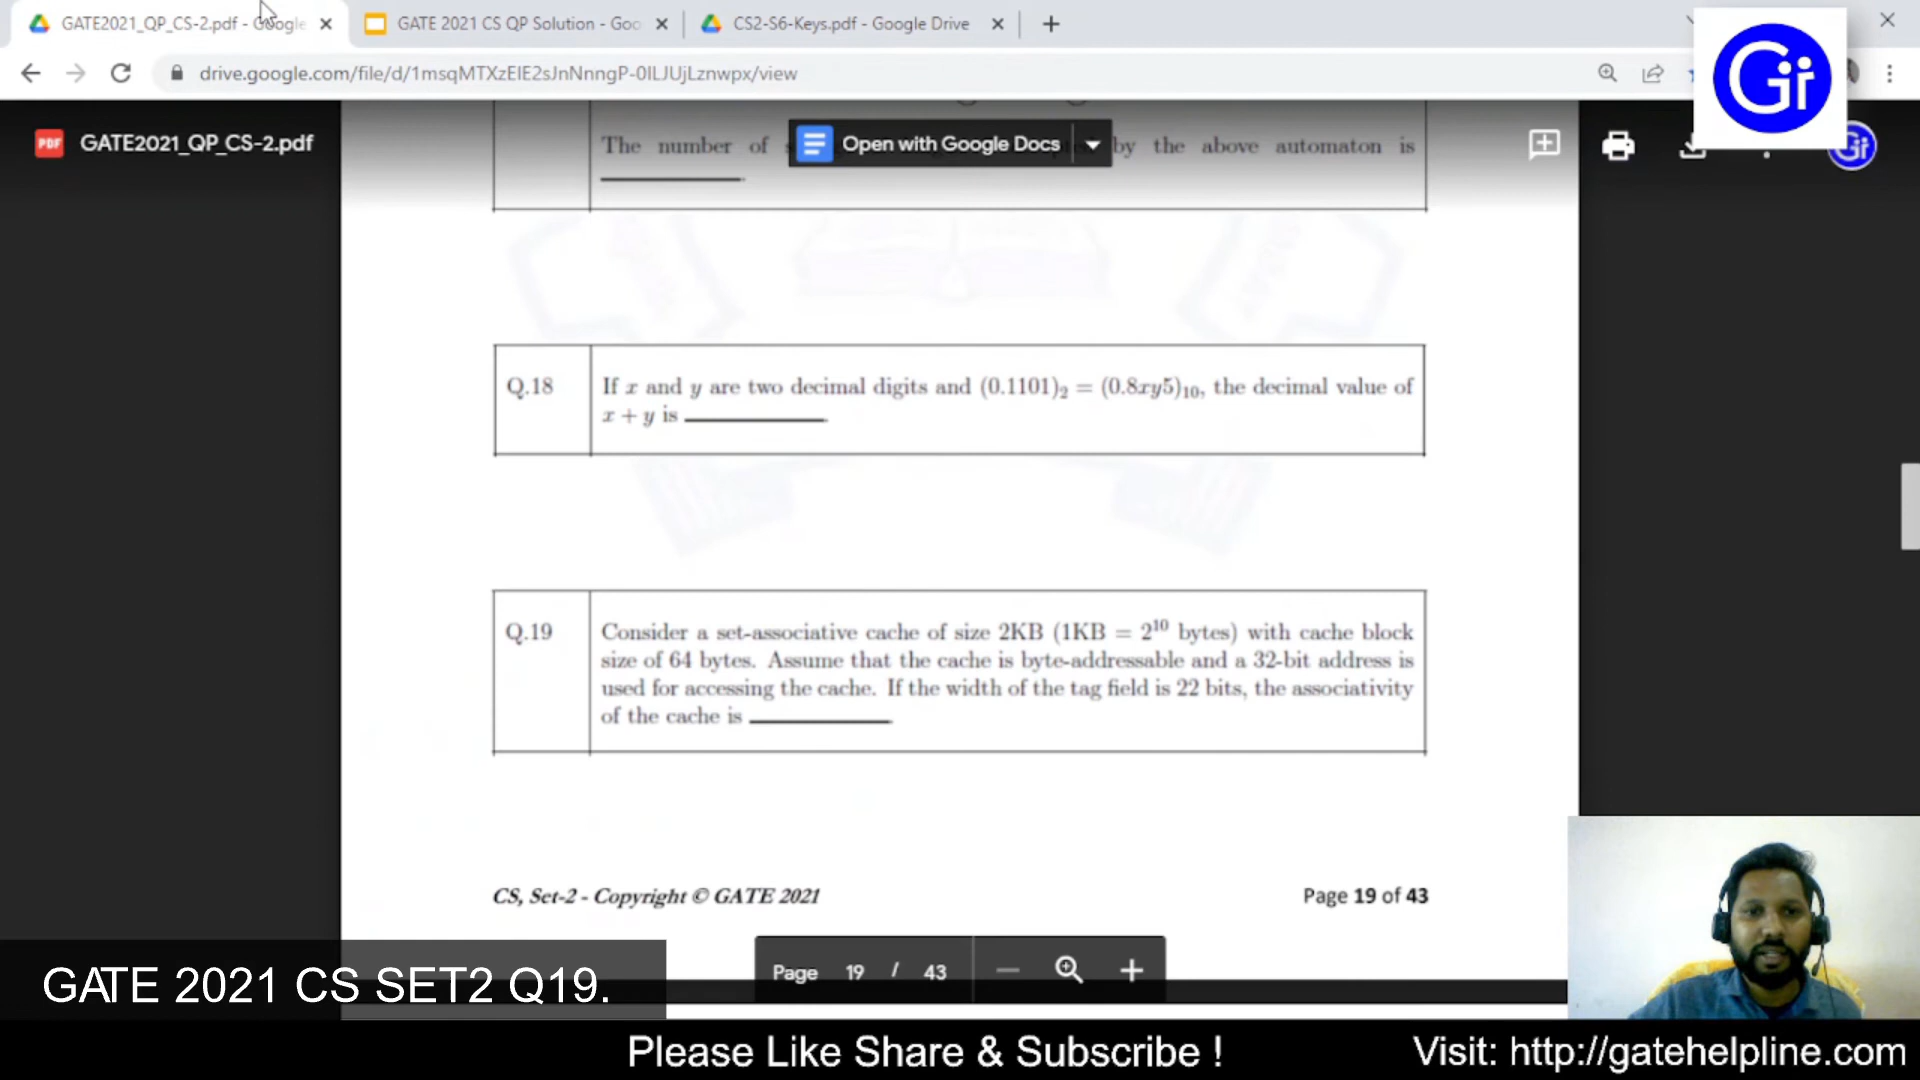 GATE2021_QP_CS-2.pdf - Google
GATE 2021 CS QP Solution - Goo
CS2-S6-Keys.pdf - Google Drive
drive.google.com/file/d/1msqMTXzEIE2sJnNnngP-0ILJUjLznwpx/view
Gir
PDF GATE2021_QP_CS-2.pdf
Open with Google Docs
The number of by the above automaton is
Q.18 If x and y are two decimal digits and (0.1101)₂ = (0.8xy5)₁₀, the decimal value of
x + y is
Q.19 Consider a set-associative cache of size 2KB (1KB = 2¹⁰ bytes) with cache block
size of 64 bytes. Assume that the cache is byte-addressable and a 32-bit address is
used for accessing the cache. If the width of the tag field is 22 bits, the associativity
of the cache is
CS, Set-2 - Copyright © GATE 2021
Page 19 of 43
Page 19 / 43
GATE 2021 CS SET2 Q19.
Please Like Share & Subscribe !
Visit: http://gatehelpline.com